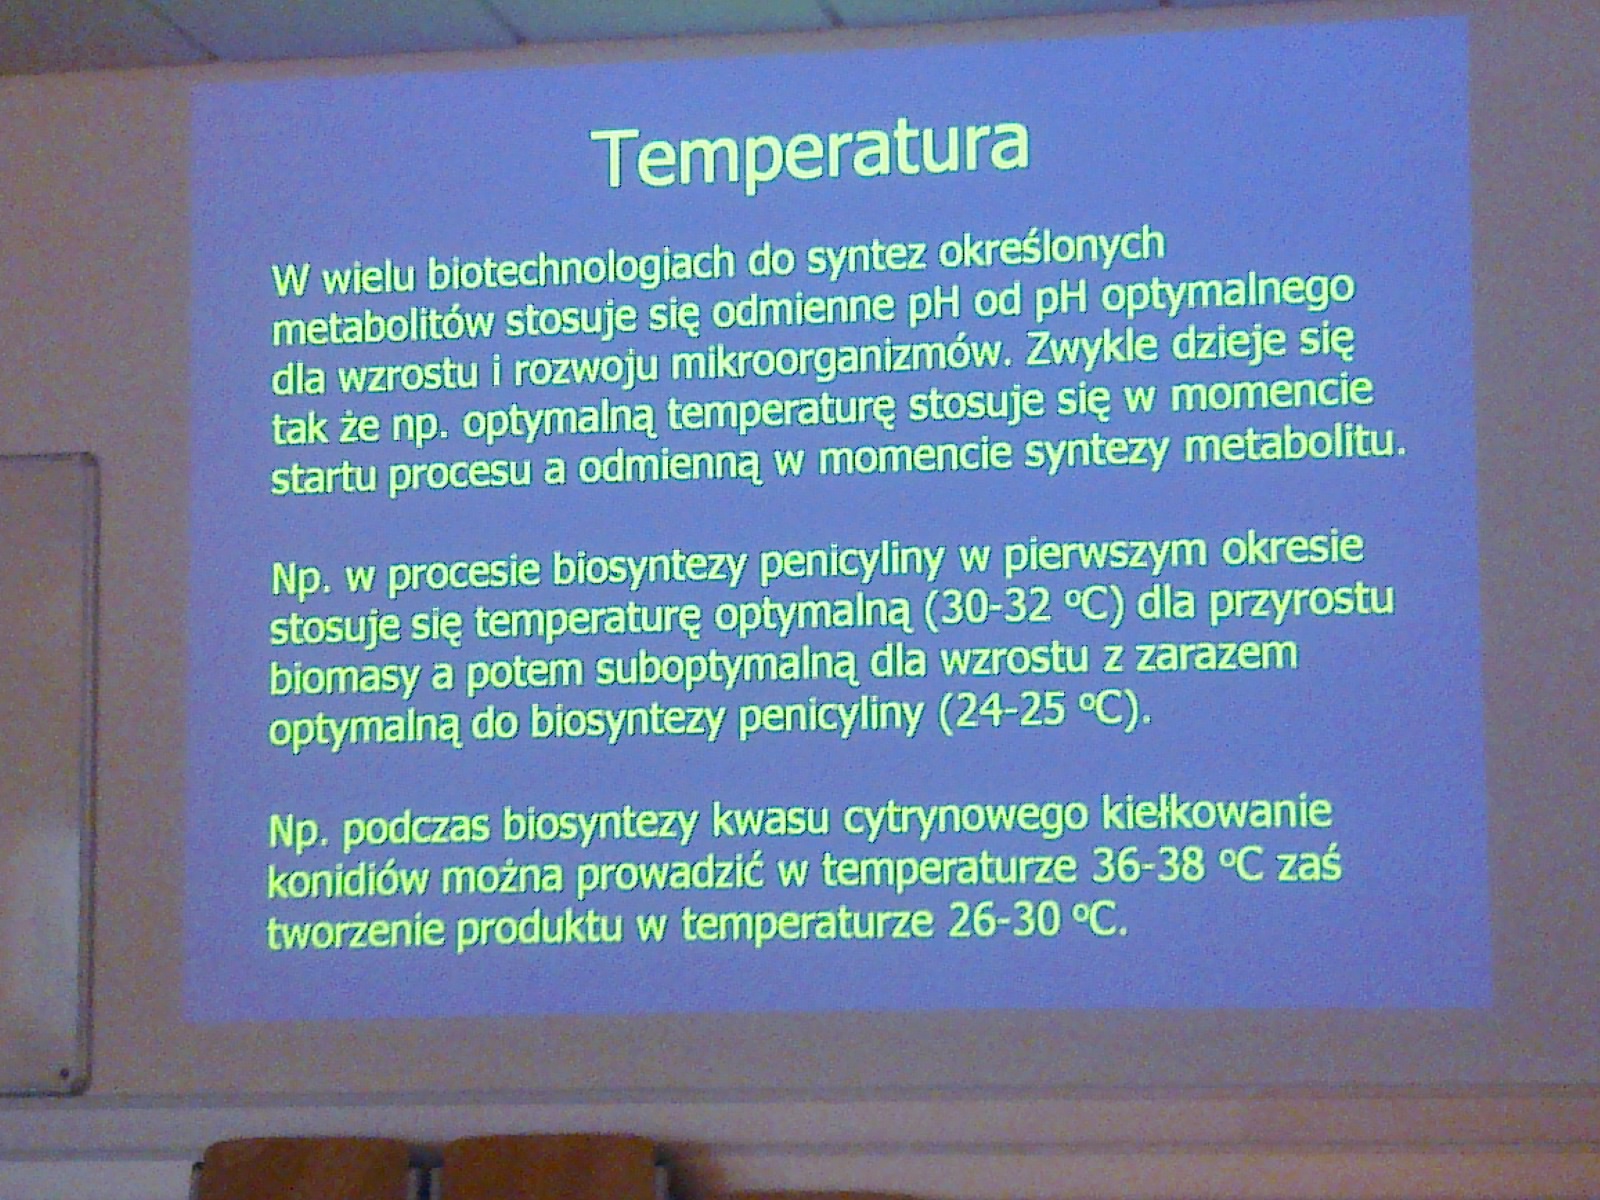 Temperatura
W wielu biotechnologiach do syntez określonych
metabolitów stosuje się odmienne pH od pH optymalnego
dla wzrostu i rozwoju mikroorganizmów. Zwykle dzieje się
tak że np. optymalną temperaturę stosuje się w momencie
startu procesu a odmienną w momencie syntezy metabolitu.
Np. w procesie biosyntezy penicyliny w pierwszym okresie
stosuje się temperaturę optymalną (30-32 ºC) dla przyrostu
biomasy a potem suboptymalną dla wzrostu z zarazem
optymalną do biosyntezy penicyliny (24-25 ºC).
Np. podczas biosyntezy kwasu cytrynowego kiełkowanie
konidiów można prowadzić w temperaturze 36-38 ºC zaś
tworzenie produktu w temperaturze 26-30 ºC.